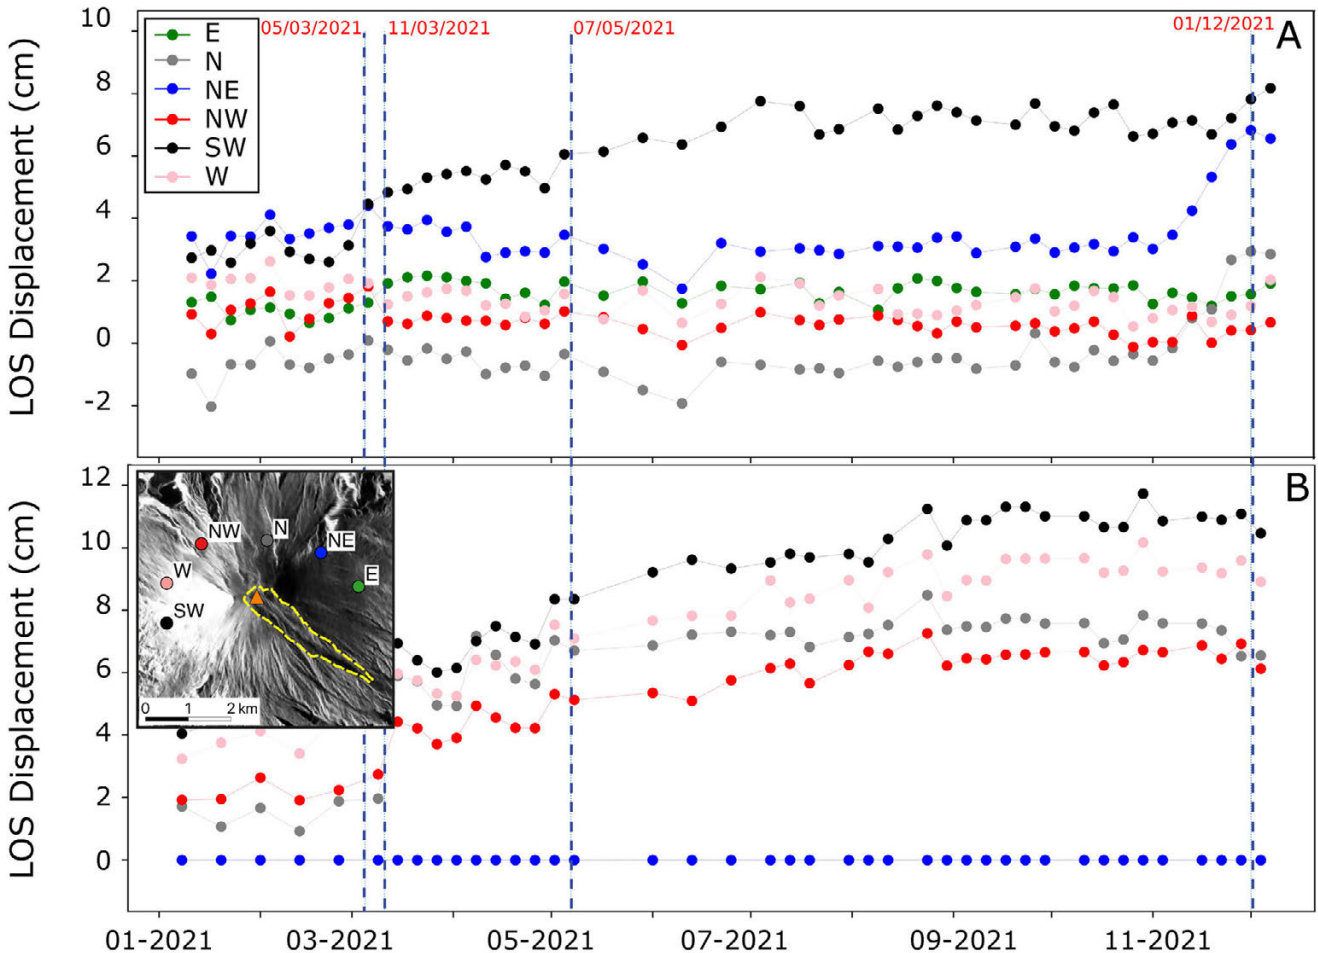 05/03/2021 11/03/2021 07/05/2021 01/12/2021
A
LOS Displacement (cm)
10
8
6
4
2
0
-2
E
N
NE
NW
SW
W
B
LOS Displacement (cm)
12
10
8
6
4
2
0
NW
N
NE
W
E
SW
0 1 2 km
01-2021 03-2021 05-2021 07-2021 09-2021 11-2021